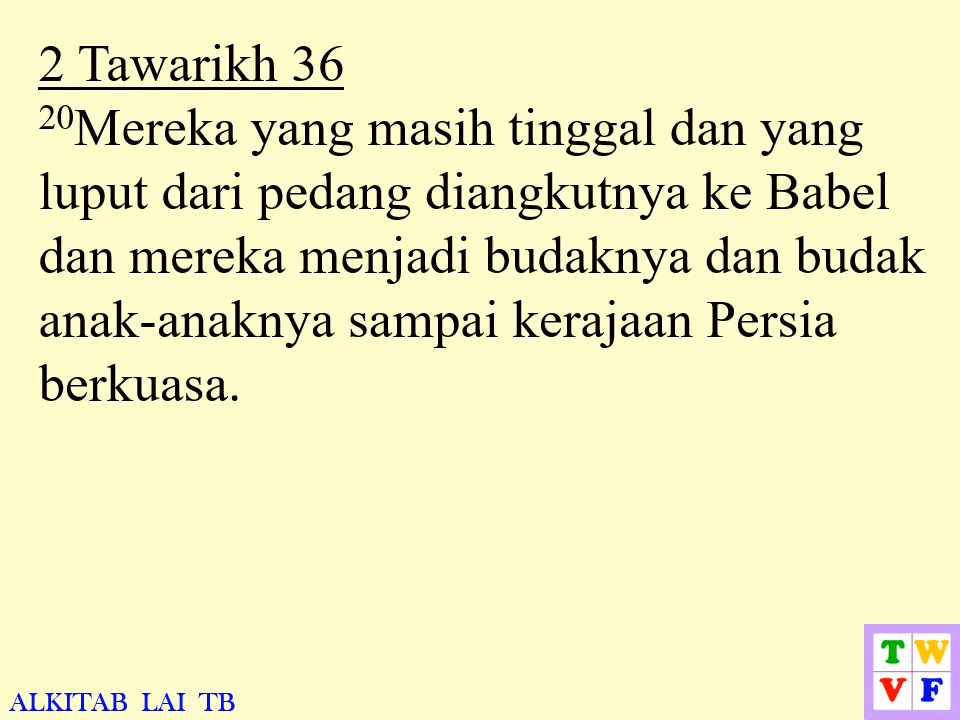 2 Tawarikh 36
20Mereka yang masih tinggal dan yang
luput dari pedang diangkutnya ke Babel
dan mereka menjadi budaknya dan budak
anak-anaknya sampai kerajaan Persia
berkuasa.
T W
V F
ALKITAB LAI TB